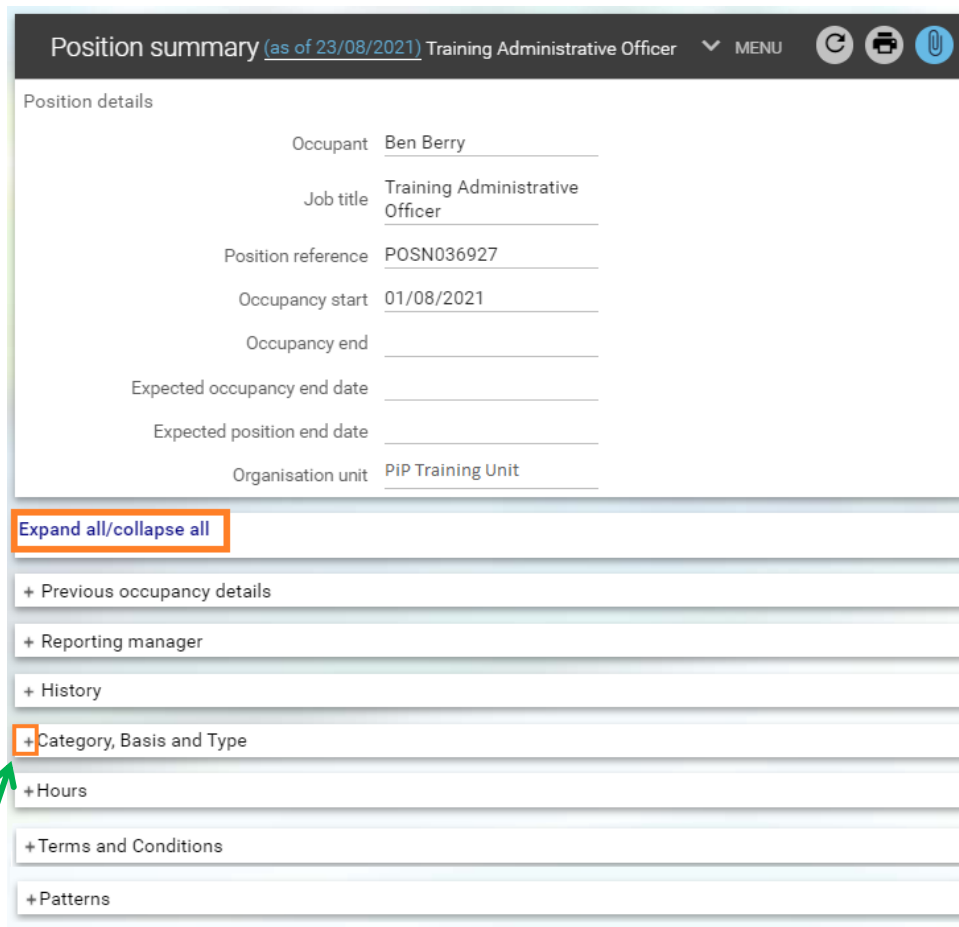 Position summary (as of 23/08/2021) Training Administrative Officer MENU
Position details
Occupant Ben Berry
Job title Training Administrative
Officer
Position reference POSN036927
Occupancy start 01/08/2021
Occupancy end
Expected occupancy end date
Expected position end date
Organisation unit PiP Training Unit
Expand all/collapse all
+ Previous occupancy details
+ Reporting manager
+ History
+Category, Basis and Type
+Hours
+Terms and Conditions
+Patterns